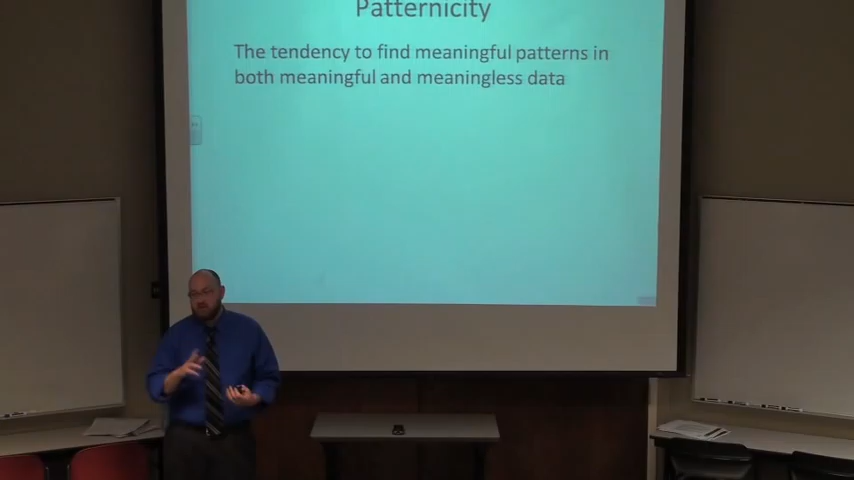 Patternicity
The tendency to find meaningful patterns in
both meaningful and meaningless data